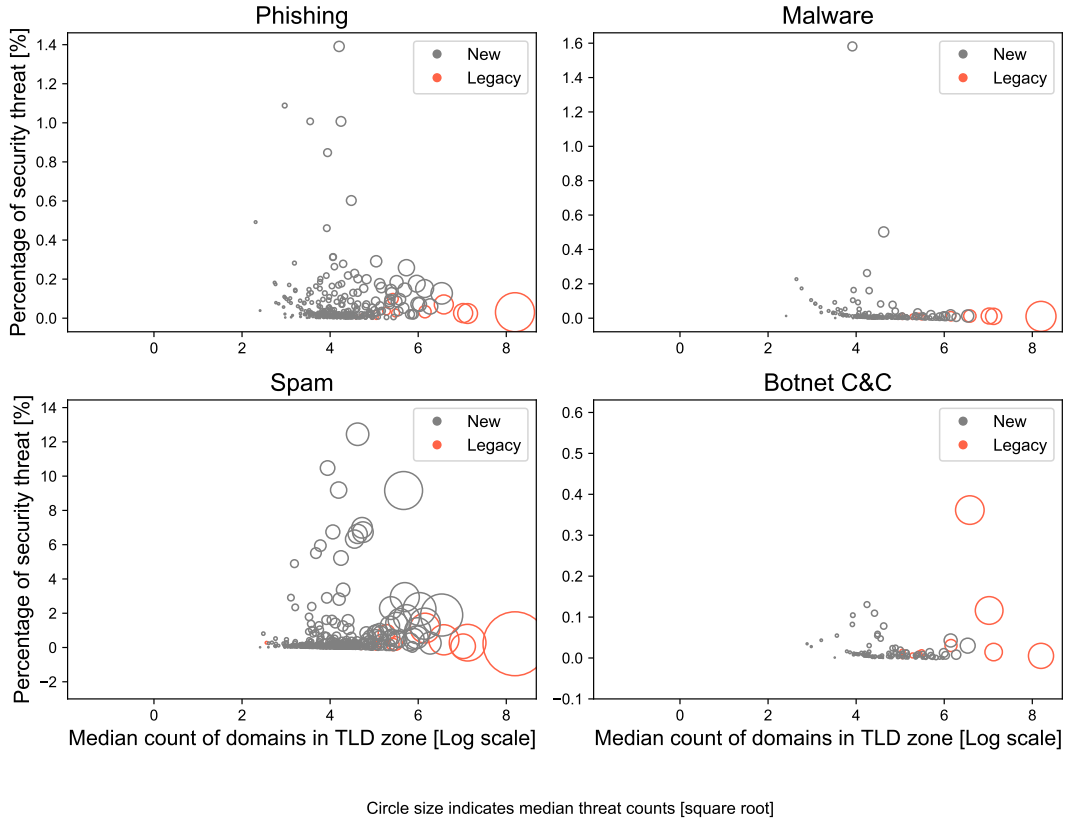 Phishing
Percentage of security threat [%]
1.4
1.2
1.0
0.8
0.6
0.4
0.2
0.0
0 2 4 6 8
New
Legacy
Malware
1.6
1.4
1.2
1.0
0.8
0.6
0.4
0.2
0.0
0 2 4 6 8
New
Legacy
Spam
Percentage of security threat [%]
14
12
10
8
6
4
2
0
−2
0 2 4 6 8
New
Legacy
Median count of domains in TLD zone [Log scale]
Botnet C&C
0.6
0.5
0.4
0.3
0.2
0.1
0.0
−0.1
0 2 4 6 8
New
Legacy
Median count of domains in TLD zone [Log scale]
Circle size indicates median threat counts [square root]